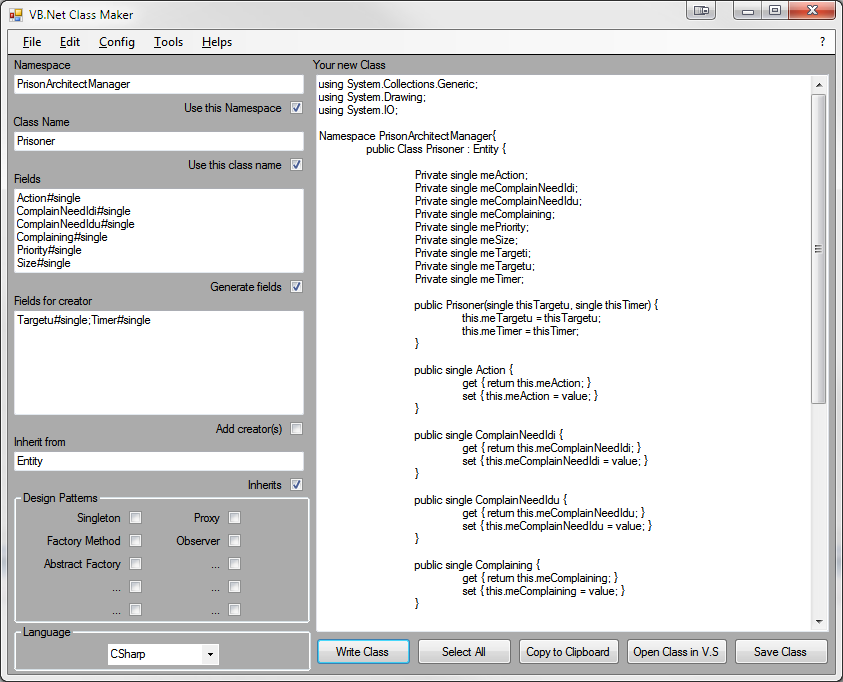 VB.Net Class Maker
File Edit Config Tools Helps ?
Namespace
PrisonArchitectManager
Use this Namespace
Class Name
Prisoner
Use this class name
Fields
Action#single
ComplainNeedIdi#single
ComplainNeedIdu#single
Complaining#single
Priority#single
Size#single
Generate fields
Fields for creator
Targetu#single;Timer#single
Add creator(s)
Inherit from
Entity
Inherits
Design Patterns
Singleton Proxy
Factory Method Observer
Abstract Factory ...
... ...
... ...
Language
CSharp
Your new Class
using System.Collections.Generic;
using System.Drawing;
using System.IO;
Namespace PrisonArchitectManager{
public Class Prisoner : Entity {
Private single meAction;
Private single meComplainNeedIdi;
Private single meComplainNeedIdu;
Private single meComplaining;
Private single mePriority;
Private single meSize;
Private single meTargeti;
Private single meTargetu;
Private single meTimer;
public Prisoner(single thisTargetu, single thisTimer) {
this.meTargetu = thisTargetu;
this.meTimer = thisTimer;
}
public single Action {
get { return this.meAction; }
set { this.meAction = value; }
}
public single ComplainNeedIdi {
get { return this.meComplainNeedIdi; }
set { this.meComplainNeedIdi = value; }
}
public single ComplainNeedIdu {
get { return this.meComplainNeedIdu; }
set { this.meComplainNeedIdu = value; }
}
public single Complaining {
get { return this.meComplaining; }
set { this.meComplaining = value; }
}
Write Class Select All Copy to Clipboard Open Class in V.S Save Class